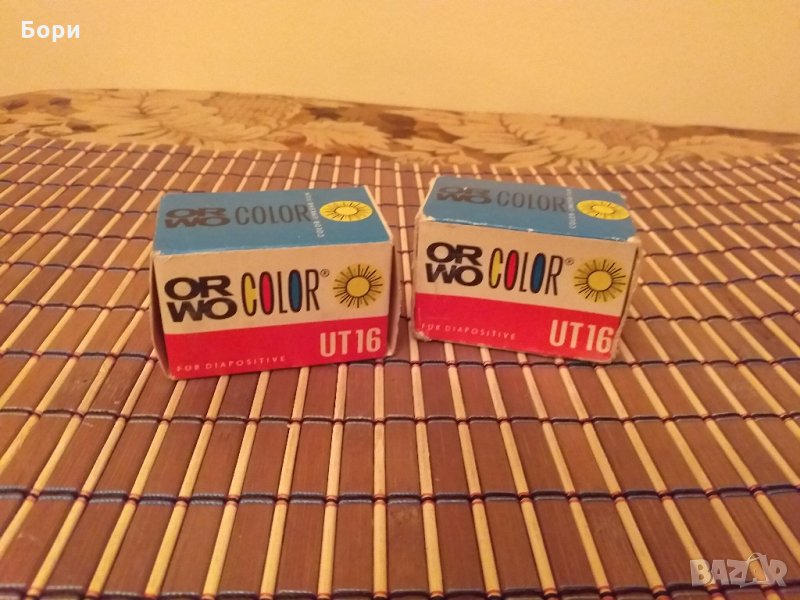 Бори
OR
WO COLOR
OR
WO COLOR®
FÜR DIAPOSITIVE UT16
OR
WO COLOR
OR
WO COLOR®
FÜR DIAPOSITIVE UT16
BAZAR